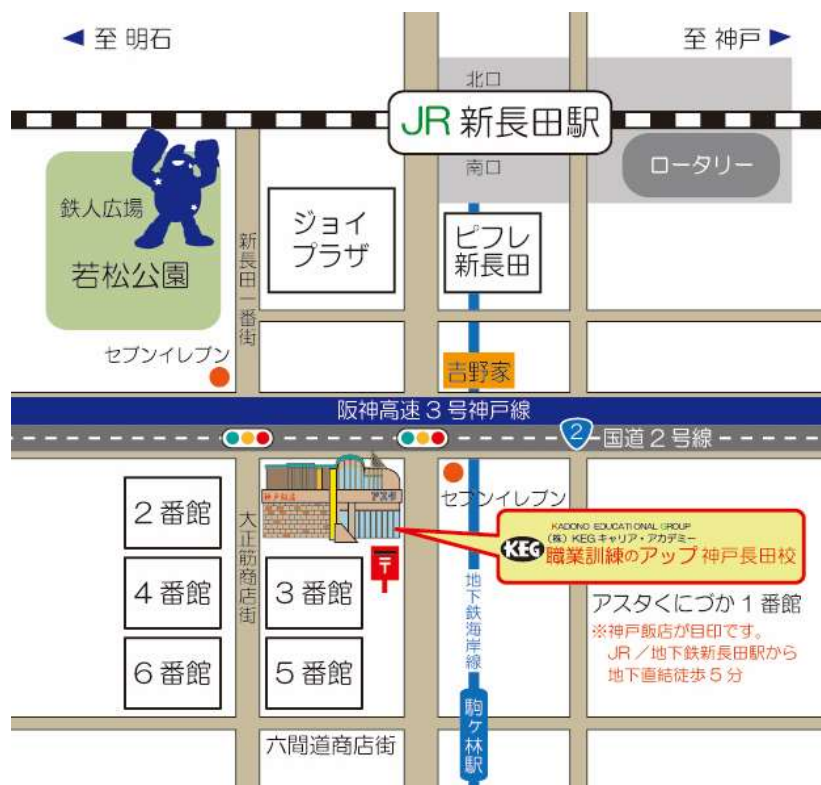 至 明石
至 神戸
北口
JR 新長田駅
南口
ロータリー
鉄人広場
若松公園
新長田一番街
ジョイ
プラザ
ピフレ
新長田
セブンイレブン
吉野家
阪神高速3号神戸線
2
国道2号線
神戸飯店
アスタ
セブンイレブン
2番館
大正筋商店街
KADONO EDUCATIONAL GROUP
(株)KEGキャリア・アカデミー
KEG
職業訓練のアップ 神戸長田校
〒
4番館
3番館
地下鉄海岸線
アスタくにづか1番館
※神戸飯店が目印です。
JR/地下鉄新長田駅から
地下直結徒歩5分
6番館
5番館
駒ヶ林駅
六間道商店街